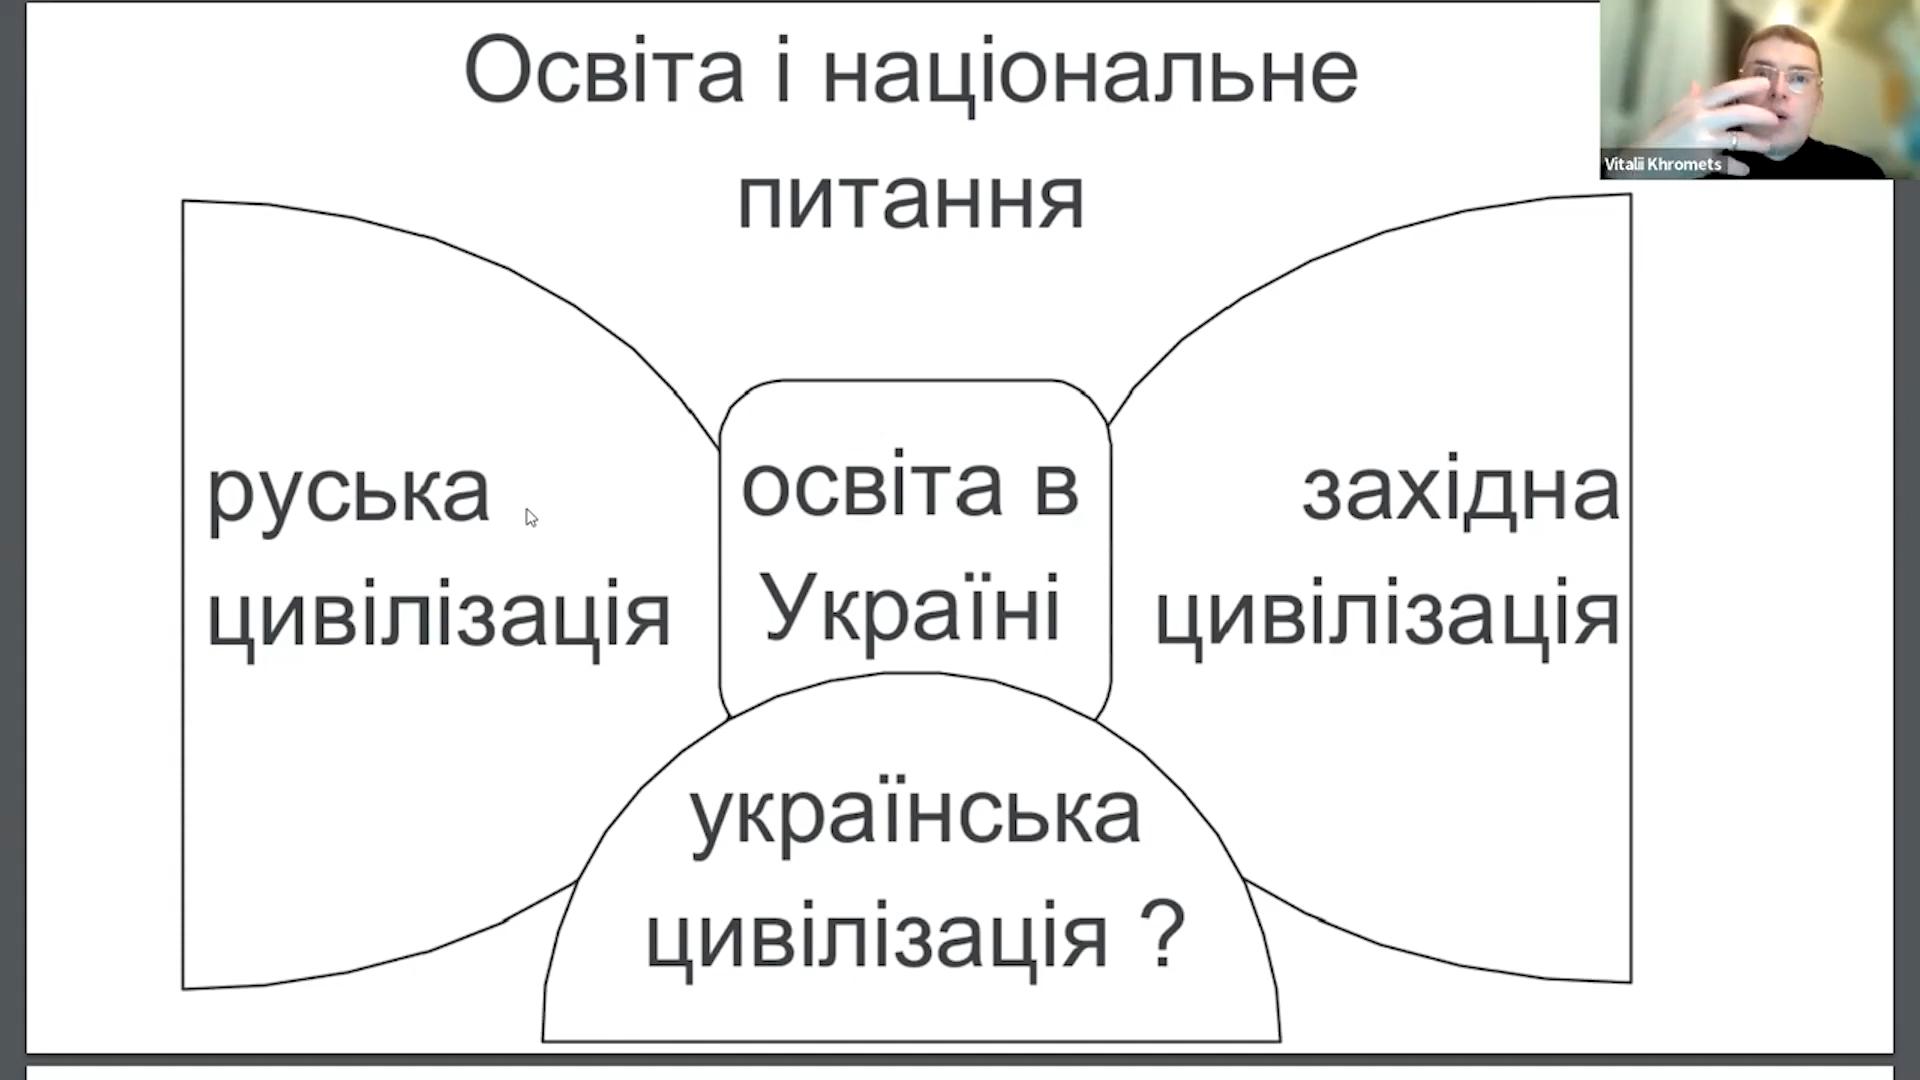 Освіта і національне
питання
Vitalii Khromets
руська
цивілізація
освіта в
Україні
західна
цивілізація
українська
цивілізація ?